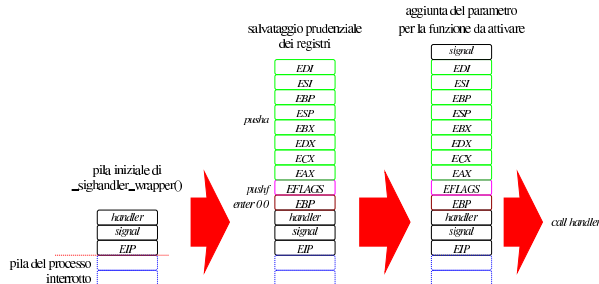 pila iniziale di
_sighandler_wrapper()
handler
signal
EIP
pila del processo
interrotto
salvataggio prudenziale
dei registri
pusha
pushf
enter 0 0
EDI
ESI
EBP
ESP
EBX
EDX
ECX
EAX
EFLAGS
EBP
handler
signal
EIP
aggiunta del parametro
per la funzione da attivare
signal
EDI
ESI
EBP
ESP
EBX
EDX
ECX
EAX
EFLAGS
EBP
handler
signal
EIP
call handler